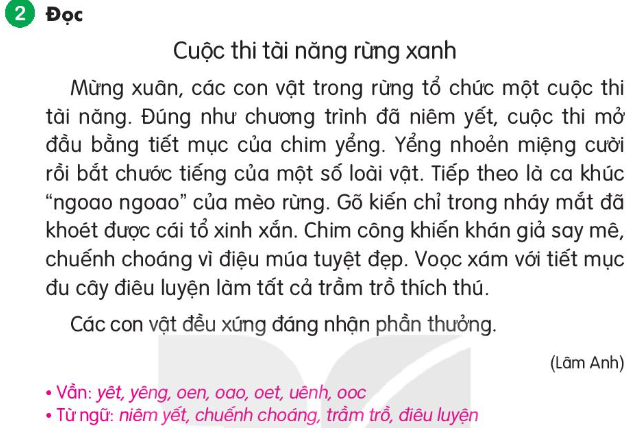 2 Đọc
Cuộc thi tài năng rừng xanh
Mừng xuân, các con vật trong rừng tổ chức một cuộc thi
tài năng. Đúng như chương trình đã niêm yết, cuộc thi mở
đầu bằng tiết mục của chim yểng. Yểng nhoẻn miệng cười
rồi bắt chước tiếng của một số loài vật. Tiếp theo là ca khúc
“ngoao ngoao” của mèo rừng. Gõ kiến chỉ trong nháy mắt đã
khoét được cái tổ xinh xắn. Chim công khiến khán giả say mê,
chuếnh choáng vì điệu múa tuyệt đẹp. Voọc xám với tiết mục
đu cây điêu luyện làm tất cả trầm trồ thích thú.
Các con vật đều xứng đáng nhận phần thưởng.
(Lâm Anh)
• Vần: yêt, yêng, oen, oao, oet, uênh, ooc
• Từ ngữ: niêm yết, chuếnh choáng, trầm trồ, điêu luyện